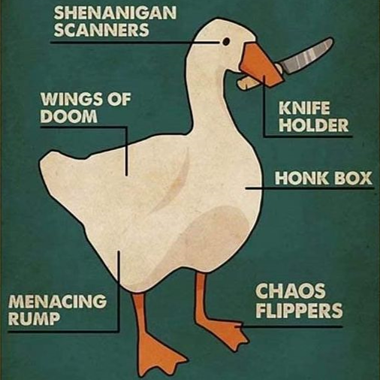 SHENANIGAN
SCANNERS
WINGS OF
DOOM
KNIFE
HOLDER
HONK BOX
MENACING
RUMP
CHAOS
FLIPPERS